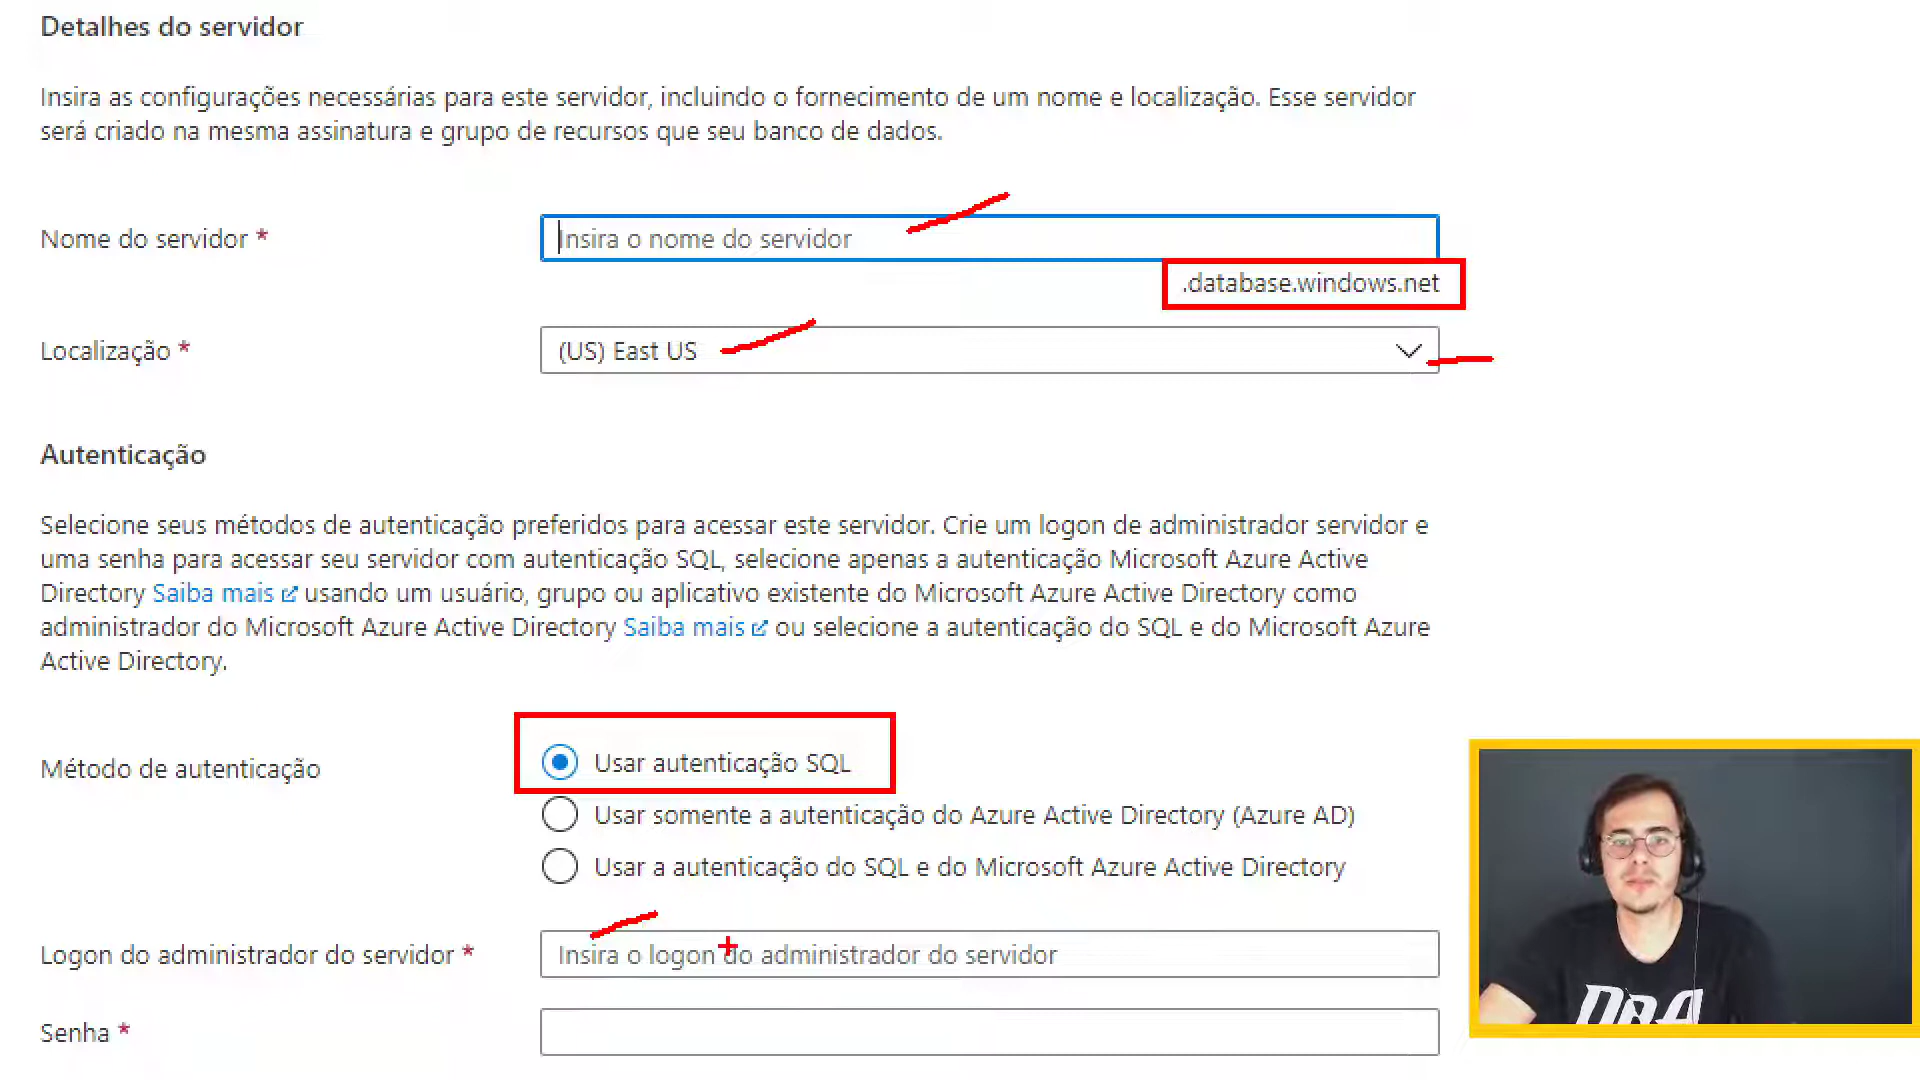 Detalhes do servidor
Insira as configurações necessárias para este servidor, incluindo o fornecimento de um nome e localização. Esse servidor
será criado na mesma assinatura e grupo de recursos que seu banco de dados.
Nome do servidor *
Insira o nome do servidor
.database.windows.net
Localização *
(US) East US
Autenticação
Selecione seus métodos de autenticação preferidos para acessar este servidor. Crie um logon de administrador servidor e
uma senha para acessar seu servidor com autenticação SQL, selecione apenas a autenticação Microsoft Azure Active
Directory Saiba mais usando um usuário, grupo ou aplicativo existente do Microsoft Azure Active Directory como
administrador do Microsoft Azure Active Directory Saiba mais ou selecione a autenticação do SQL e do Microsoft Azure
Active Directory.
Método de autenticação
Usar autenticação SQL
Usar somente a autenticação do Azure Active Directory (Azure AD)
Usar a autenticação do SQL e do Microsoft Azure Active Directory
Logon do administrador do servidor *
Insira o logon do administrador do servidor
Senha *
DBA